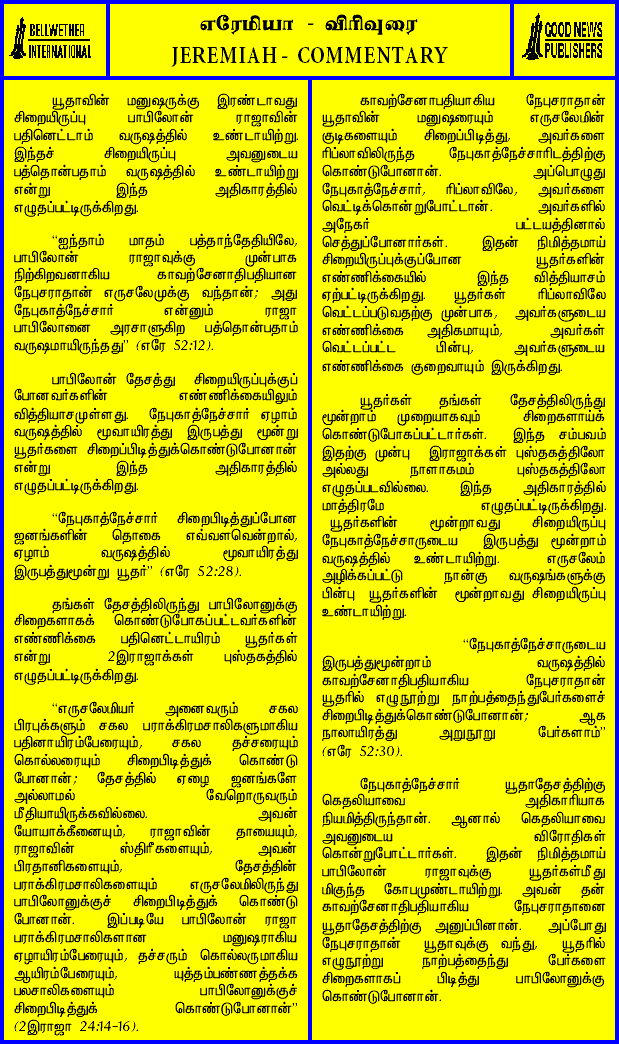 BELLWETHER
INTERNATIONAL
எரேமியா - விரிவுரை
JEREMIAH - COMMENTARY
GOOD NEWS
PUBLISHERS
யூதாவின் மனுஷருக்கு இரண்டாவது
சிறையிருப்பு பாபிலோன் ராஜாவின்
பதினெட்டாம் வருஷத்தில் உண்டாயிற்று.
இந்தச் சிறையிருப்பு அவனுடைய
பத்தொன்பதாம் வருஷத்தில் உண்டாயிற்று
என்று இந்த அதிகாரத்தில்
எழுதப்பட்டிருக்கிறது.
“ஐந்தாம் மாதம் பத்தாந்தேதியிலே,
பாபிலோன் ராஜாவுக்கு முன்பாக
நிற்கிறவனாகிய காவற்சேனாதிபதியான
நேபுசராதான் எருசலேமுக்கு வந்தான்; அது
நேபுகாத்நேச்சார் என்னும் ராஜா
பாபிலோனை அரசாளுகிற பத்தொன்பதாம்
வருஷமாயிருந்தது” (எரே 52:12).
பாபிலோன் தேசத்து சிறையிருப்புக்குப்
போனவர்களின் எண்ணிக்கையிலும்
வித்தியாசமுள்ளது. நேபுகாத்நேச்சார் ஏழாம்
வருஷத்தில் மூவாயிரத்து இருபத்து மூன்று
யூதர்களை சிறைப்பிடித்துக்கொண்டுபோனான்
என்று இந்த அதிகாரத்தில்
எழுதப்பட்டிருக்கிறது.
“நேபுகாத்நேச்சார் சிறைபிடித்துப்போன
ஜனங்களின் தொகை எவ்வளவென்றால்,
ஏழாம் வருஷத்தில் மூவாயிரத்து
இருபத்துமூன்று யூதர்” (எரே 52:28).
தங்கள் தேசத்திலிருந்து பாபிலோனுக்கு
சிறைகளாகக் கொண்டுபோகப்பட்டவர்களின்
எண்ணிக்கை பதினெட்டாயிரம் யூதர்கள்
என்று 2இராஜாக்கள் புஸ்தகத்தில்
எழுதப்பட்டிருக்கிறது.
“எருசலேமியர் அனைவரும் சகல
பிரபுக்களும் சகல பராக்கிரமசாலிகளுமாகிய
பதினாயிரம்பேரையும், சகல தச்சரையும்
கொல்லரையும் சிறைபிடித்துக் கொண்டு
போனான்; தேசத்தில் ஏழை ஜனங்களே
அல்லாமல் வேறொருவரும்
மீதியாயிருக்கவில்லை. அவன்
யோயாக்கீனையும், ராஜாவின் தாயையும்,
ராஜாவின் ஸ்திரீகளையும், அவன்
பிரதானிகளையும், தேசத்தின்
பராக்கிரமசாலிகளையும் எருசலேமிலிருந்து
பாபிலோனுக்குச் சிறைபிடித்துக் கொண்டு
போனான். இப்படியே பாபிலோன் ராஜா
பராக்கிரமசாலிகளான மனுஷராகிய
ஏழாயிரம்பேரையும், தச்சரும் கொல்லருமாகிய
ஆயிரம்பேரையும், யுத்தம்பண்ணத்தக்க
பலசாலிகளையும் பாபிலோனுக்குச்
சிறைபிடித்துக் கொண்டுபோனான்”
(2இராஜா 24:14-16).
காவற்சேனாதிபதியாகிய நேபுசராதான்
யூதாவின் மனுஷரையும் எருசலேமின்
குடிகளையும் சிறைப்பிடித்து, அவர்களை
ரிப்லாவிலிருந்த நேபுகாத்நேச்சாரிடத்திற்கு
கொண்டுபோனான். அப்பொழுது
நேபுகாத்நேச்சார், ரிப்லாவிலே, அவர்களை
வெட்டிக்கொன்றுபோட்டான். அவர்களில்
அநேகர் பட்டயத்தினால்
செத்துப்போனார்கள். இதன் நிமித்தமாய்
சிறையிருப்புக்குப்போன யூதர்களின்
எண்ணிக்கையில் இந்த வித்தியாசம்
ஏற்பட்டிருக்கிறது. யூதர்கள் ரிப்லாவிலே
வெட்டப்படுவதற்கு முன்பாக, அவர்களுடைய
எண்ணிக்கை அதிகமாயும், அவர்கள்
வெட்டப்பட்ட பின்பு, அவர்களுடைய
எண்ணிக்கை குறைவாயும் இருக்கிறது.
யூதர்கள் தங்கள் தேசத்திலிருந்து
மூன்றாம் முறையாகவும் சிறைகளாய்க்
கொண்டுபோகப்பட்டார்கள். இந்த சம்பவம்
இதற்கு முன்பு இராஜாக்கள் புஸ்தகத்திலோ
அல்லது நாளாகமம் புஸ்தகத்திலோ
எழுதப்படவில்லை. இந்த அதிகாரத்தில்
மாத்திரமே எழுதப்பட்டிருக்கிறது.
யூதர்களின் மூன்றாவது சிறையிருப்பு
நேபுகாத்நேச்சாருடைய இருபத்து மூன்றாம்
வருஷத்தில் உண்டாயிற்று. எருசலேம்
அழிக்கப்பட்டு நான்கு வருஷங்களுக்கு
பின்பு யூதர்களின் மூன்றாவது சிறையிருப்பு
உண்டாயிற்று.
“நேபுகாத்நேச்சாருடைய
இருபத்துமூன்றாம் வருஷத்தில்
காவற்சேனாதிபதியாகிய நேபுசராதான்
யூதரில் எழுநூற்று நாற்பத்தைந்துபேர்களைச்
சிறைபிடித்துக்கொண்டுபோனான்; ஆக
நாலாயிரத்து அறுநூறு பேர்களாம்”
(எரே 52:30).
நேபுகாத்நேச்சார் யூதாதேசத்திற்கு
கெதலியாவை அதிகாரியாக
நியமித்திருந்தான். ஆனால் கெதலியாவை
அவனுடைய விரோதிகள்
கொன்றுபோட்டார்கள். இதன் நிமித்தமாய்
பாபிலோன் ராஜாவுக்கு யூதர்கள்மீது
மிகுந்த கோபமுண்டாயிற்று. அவன் தன்
காவற்சேனாதிபதியாகிய நேபுசராதானை
யூதாதேசத்திற்கு அனுப்பினான். அப்போது
நேபுசராதான் யூதாவுக்கு வந்து, யூதரில்
எழுநூற்று நாற்பத்தைந்து பேர்களை
சிறைகளாகப் பிடித்து பாபிலோனுக்கு
கொண்டுபோனான்.